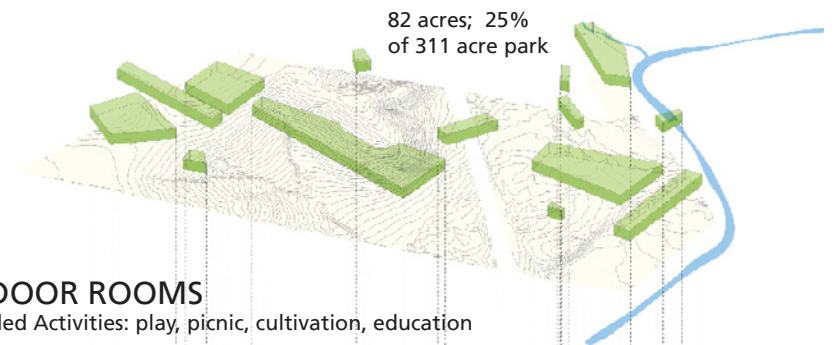 82 acres; 25%
of 311 acre park
DOOR ROOMS
led Activities: play, picnic, cultivation, education